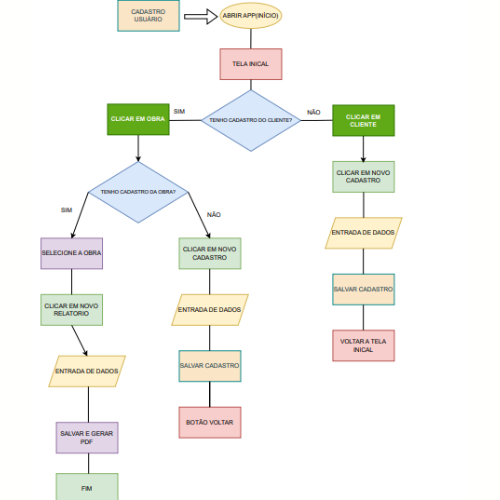 CADASTRO
USUÁRIO
ABRIR APP(INÍCIO)
TELA INICAL
SIM
NÃO
CLICAR EM OBRA
TENHO CADASTRO DO CLIENTE?
CLICAR EM
CLIENTE
CLICAR EM NOVO
CADASTRO
TENHO CADASTRO DA OBRA?
SIM
NÃO
ENTRADA DE DADOS
SELECIONE A OBRA
CLICAR EM NOVO
CADASTRO
SALVAR CADASTRO
CLICAR EM NOVO
RELATORIO
ENTRADA DE DADOS
VOLTAR A TELA
INICAL
ENTRADA DE DADOS
SALVAR CADASTRO
BOTÃO VOLTAR
SALVAR E GERAR
PDF
FIM